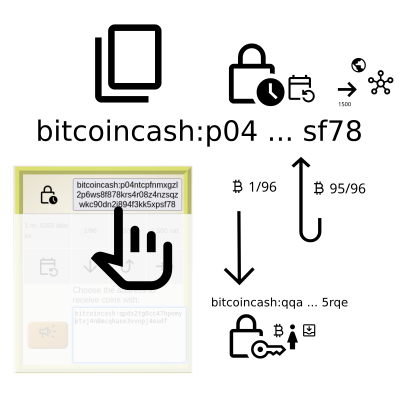 1500
bitcoincash:p04 ... sf78
bitcoincash:p04ntcpfnmxgzl
2p6ws8f878krs4r08z4nzsqz
wkc90dn2j894f3kk5xpsf78
₿ 1/96
₿ 95/96
Choose the
receive coins with:
bitcoincash:qqa ... 5rqe
₿